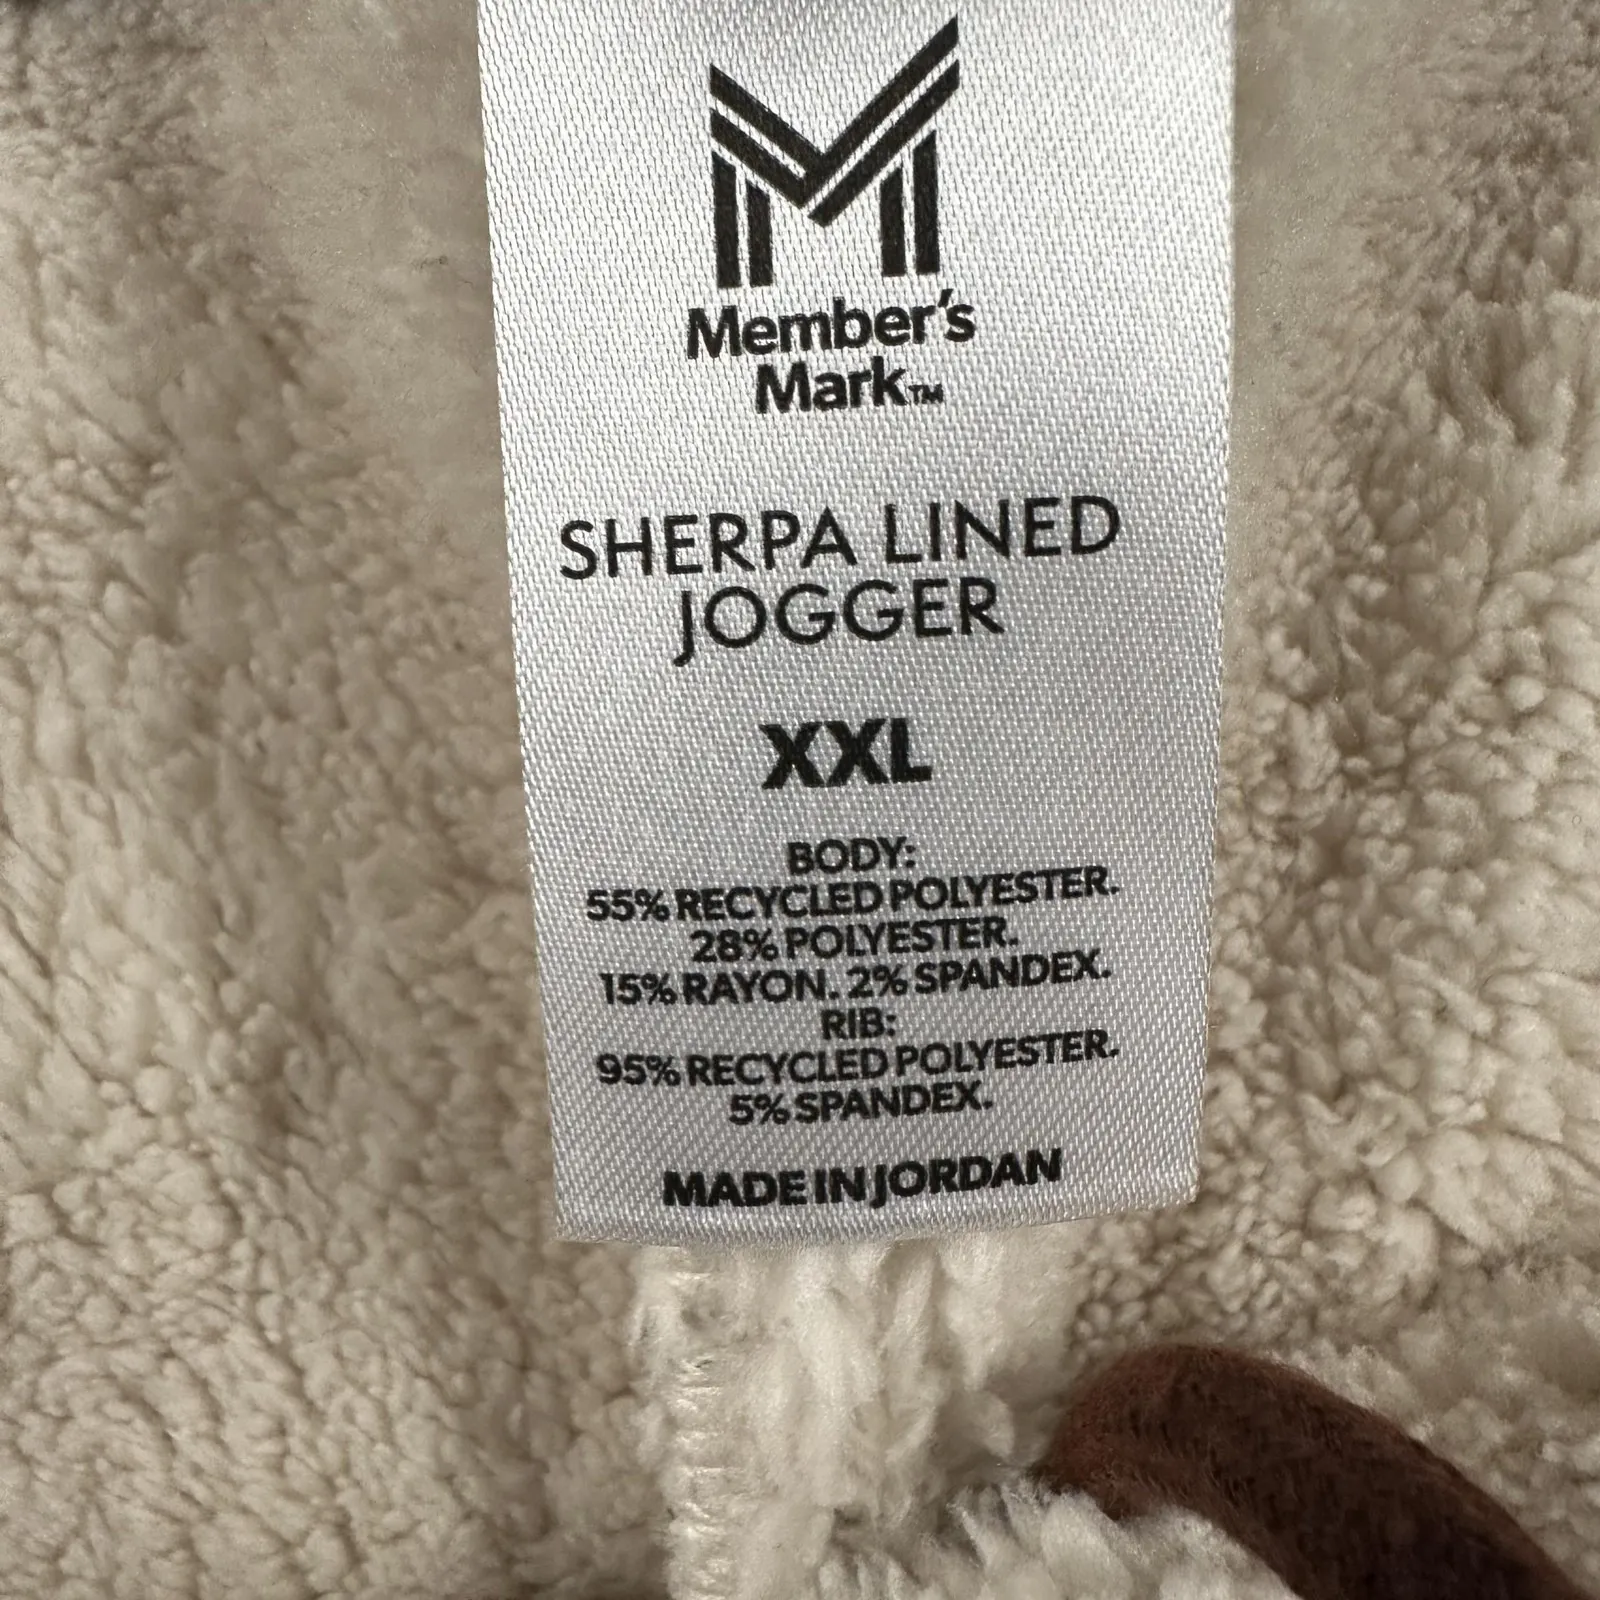 Member's
Mark™
SHERPA LINED
JOGGER
XXL
BODY:
55% RECYCLED POLYESTER.
28% POLYESTER.
15% RAYON. 2% SPANDEX.
RIB:
95% RECYCLED POLYESTER.
5% SPANDEX.
MADE IN JORDAN